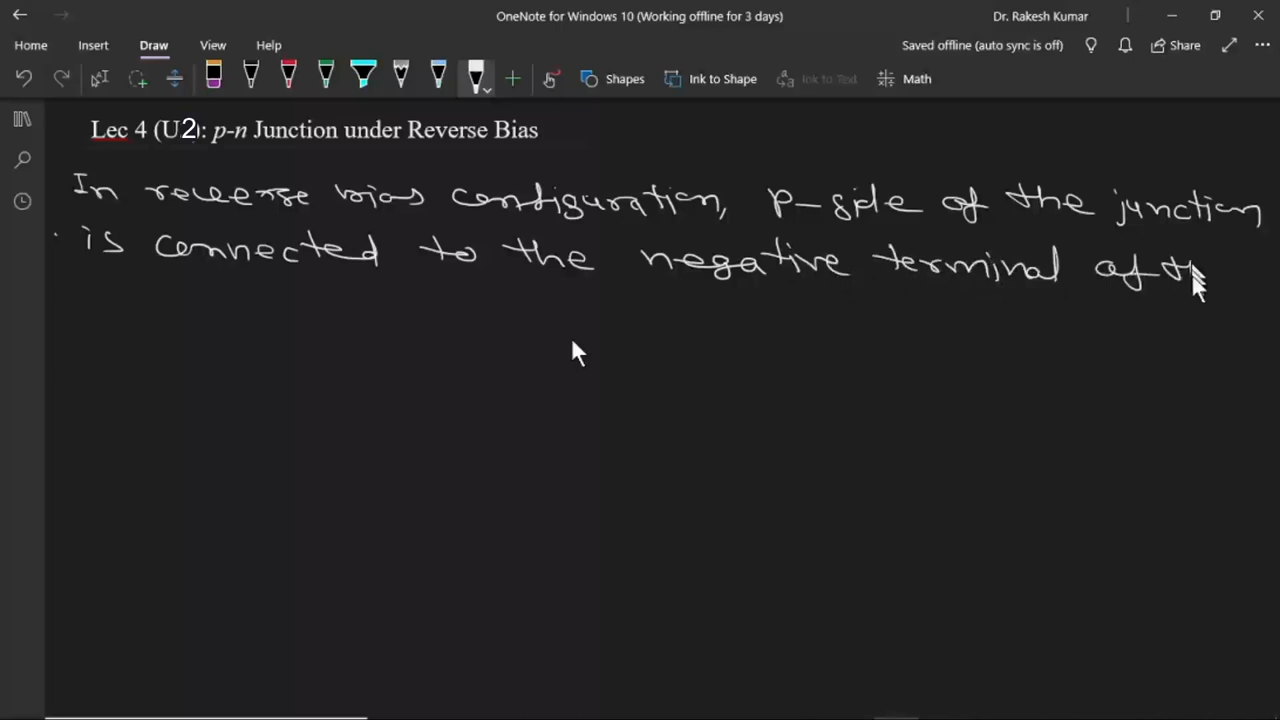 OneNote for Windows 10 (Working offline for 3 days)
Dr. Rakesh Kumar
Home Insert Draw View Help
Saved offline (auto sync is off) Share
Shapes Ink to Shape Ink to Text Math
Lec 4 (U2): p-n Junction under Reverse Bias
In reverse bias configuration, p-side of the junction
is connected to the negative terminal of